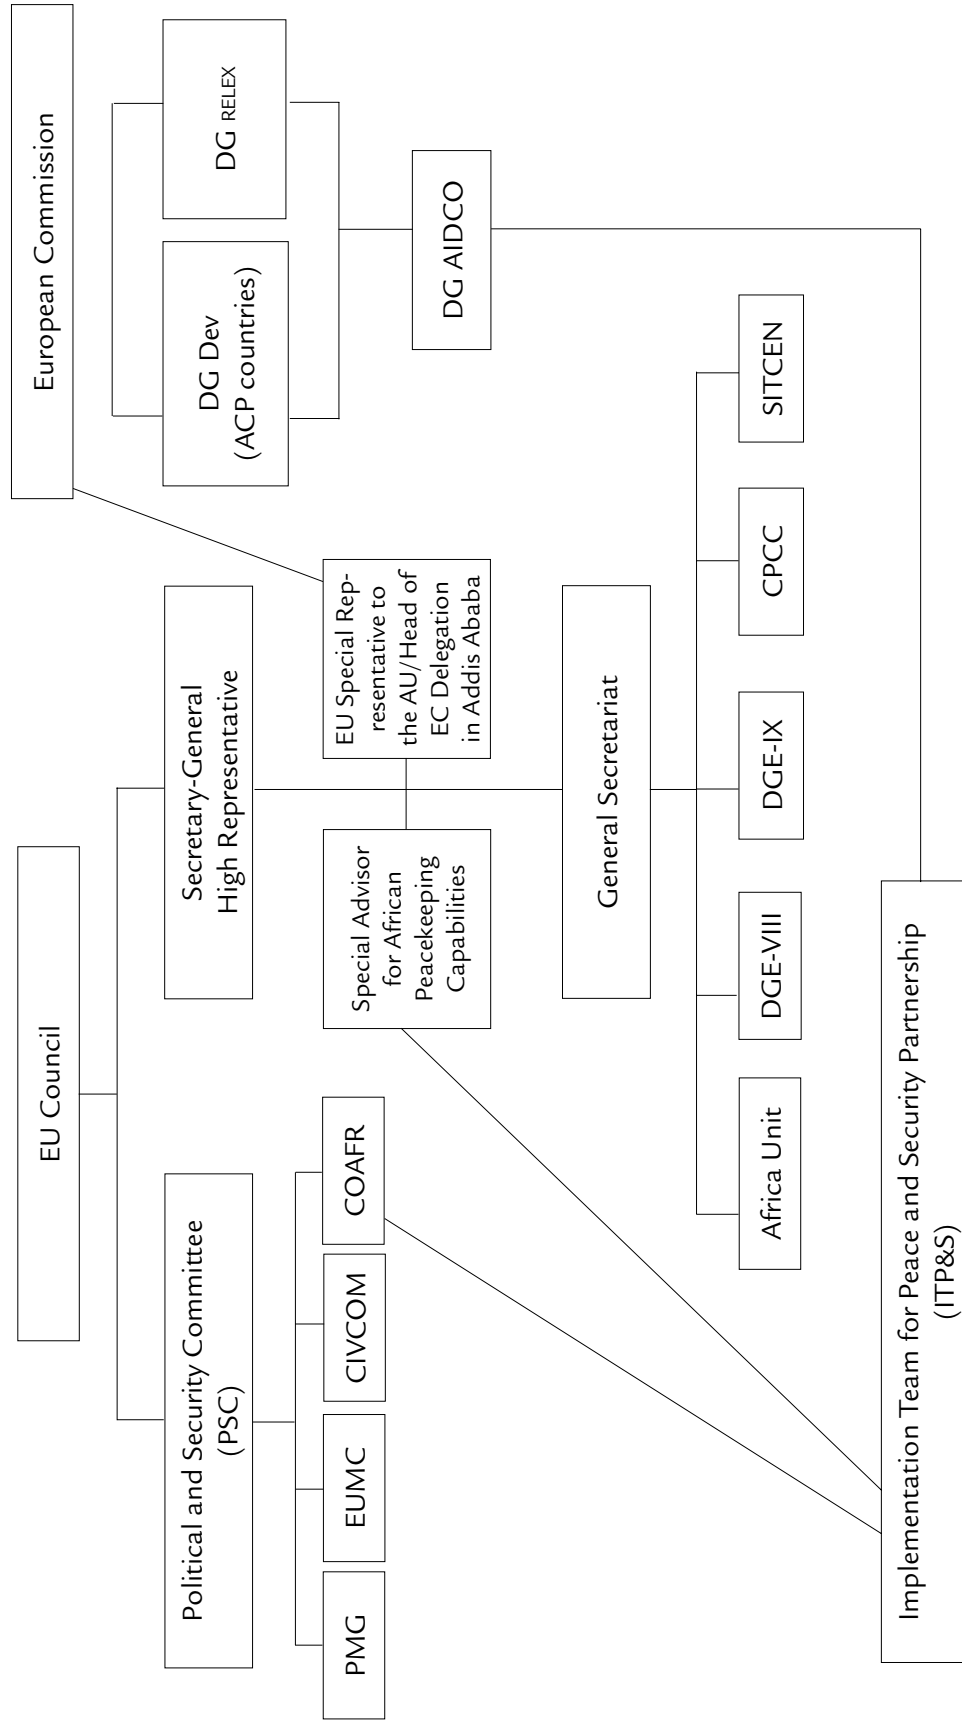 EU Council
European Commission
Political and Security Committee
(PSC)
Secretary-General
High Representative
DG Dev
(ACP countries)
DG RELEX
PMG
EUMC
CIVCOM
COAFR
Special Advisor
for African
Peacekeeping
Capabilities
EU Special Rep-
resentative to
the AU/Head of
EC Delegation
in Addis Ababa
DG AIDCO
General Secretariat
Africa Unit
DGE-VIII
DGE-IX
CPCC
SITCEN
Implementation Team for Peace and Security Partnership
(ITP&S)